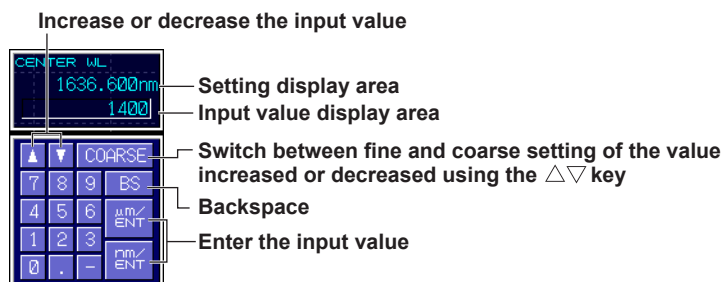 Increase or decrease the input value
CENTER WL
1636.600nm
Setting display area
1400
Input value display area
▲ ▼ COARSE
Switch between fine and coarse setting of the value
increased or decreased using the △▽ key
7 8 9 BS
Backspace
4 5 6 μm/
ENT
Enter the input value
1 2 3
0 . - nm/
ENT